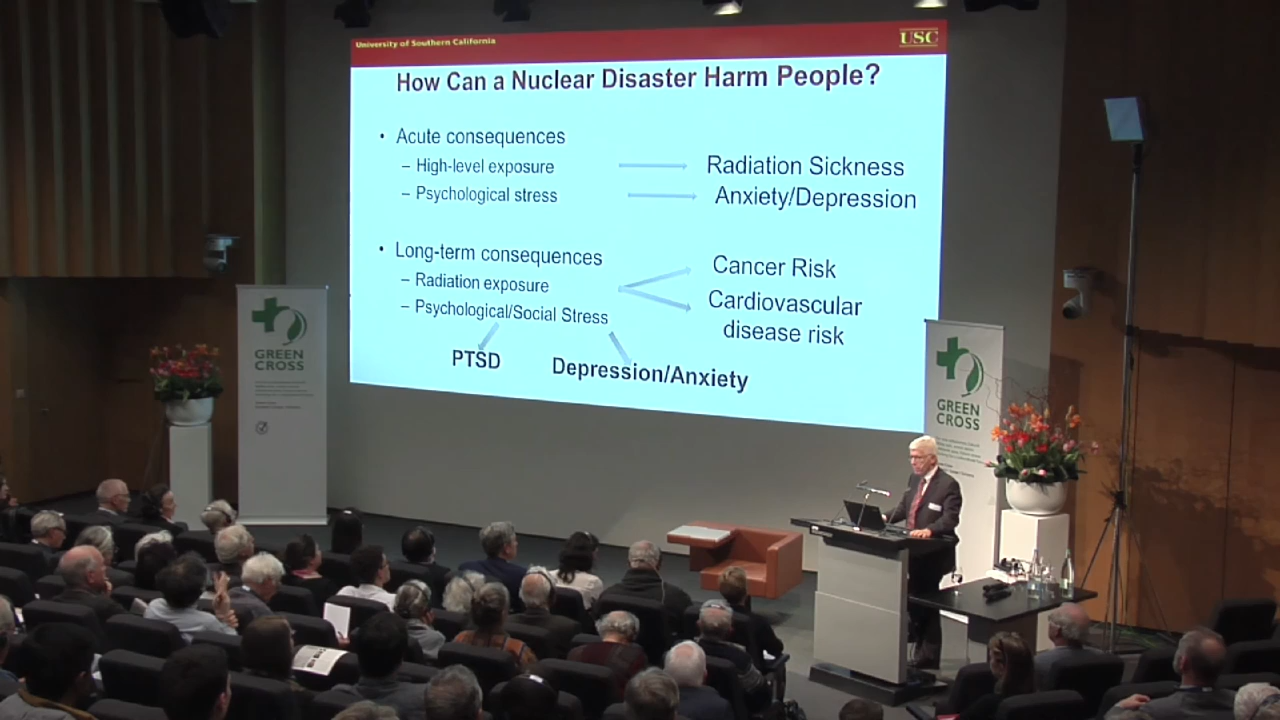 University of Southern California
USC
How Can a Nuclear Disaster Harm People?
• Acute consequences
– High-level exposure
Radiation Sickness
– Psychological stress
Anxiety/Depression
• Long-term consequences
– Radiation exposure
Cancer Risk
Cardiovascular
disease risk
– Psychological/Social Stress
PTSD
Depression/Anxiety
GREEN
CROSS
GREEN
CROSS